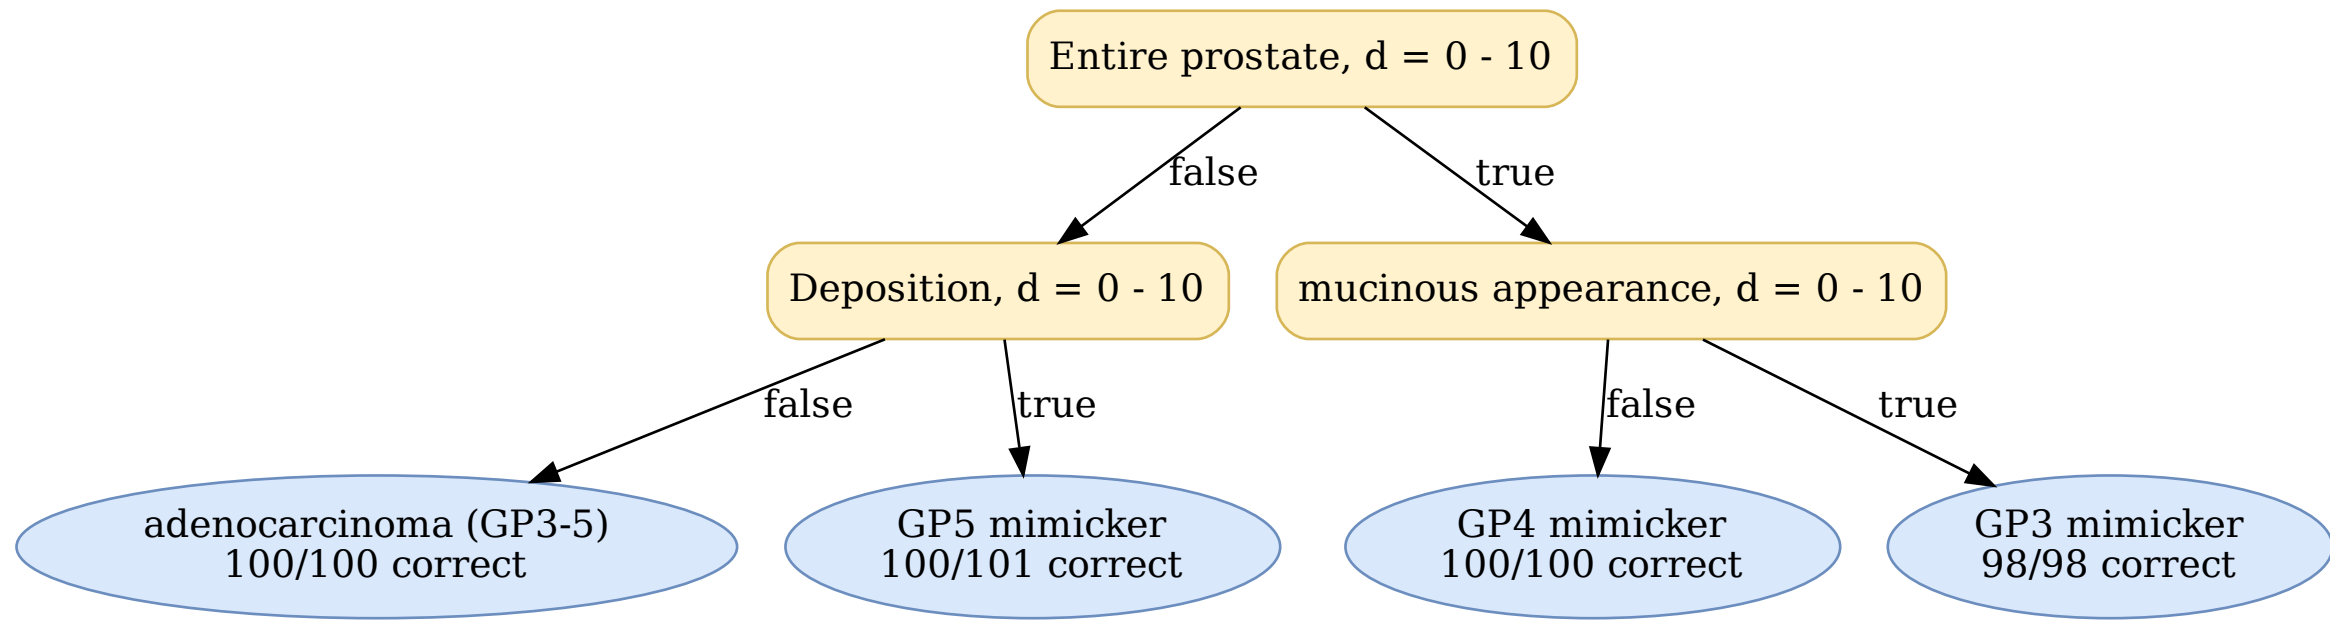 Entire prostate, d = 0 - 10
false
true
Deposition, d = 0 - 10
mucinous appearance, d = 0 - 10
false
true
false
true
adenocarcinoma (GP3-5)
100/100 correct
GP5 mimicker
100/101 correct
GP4 mimicker
100/100 correct
GP3 mimicker
98/98 correct